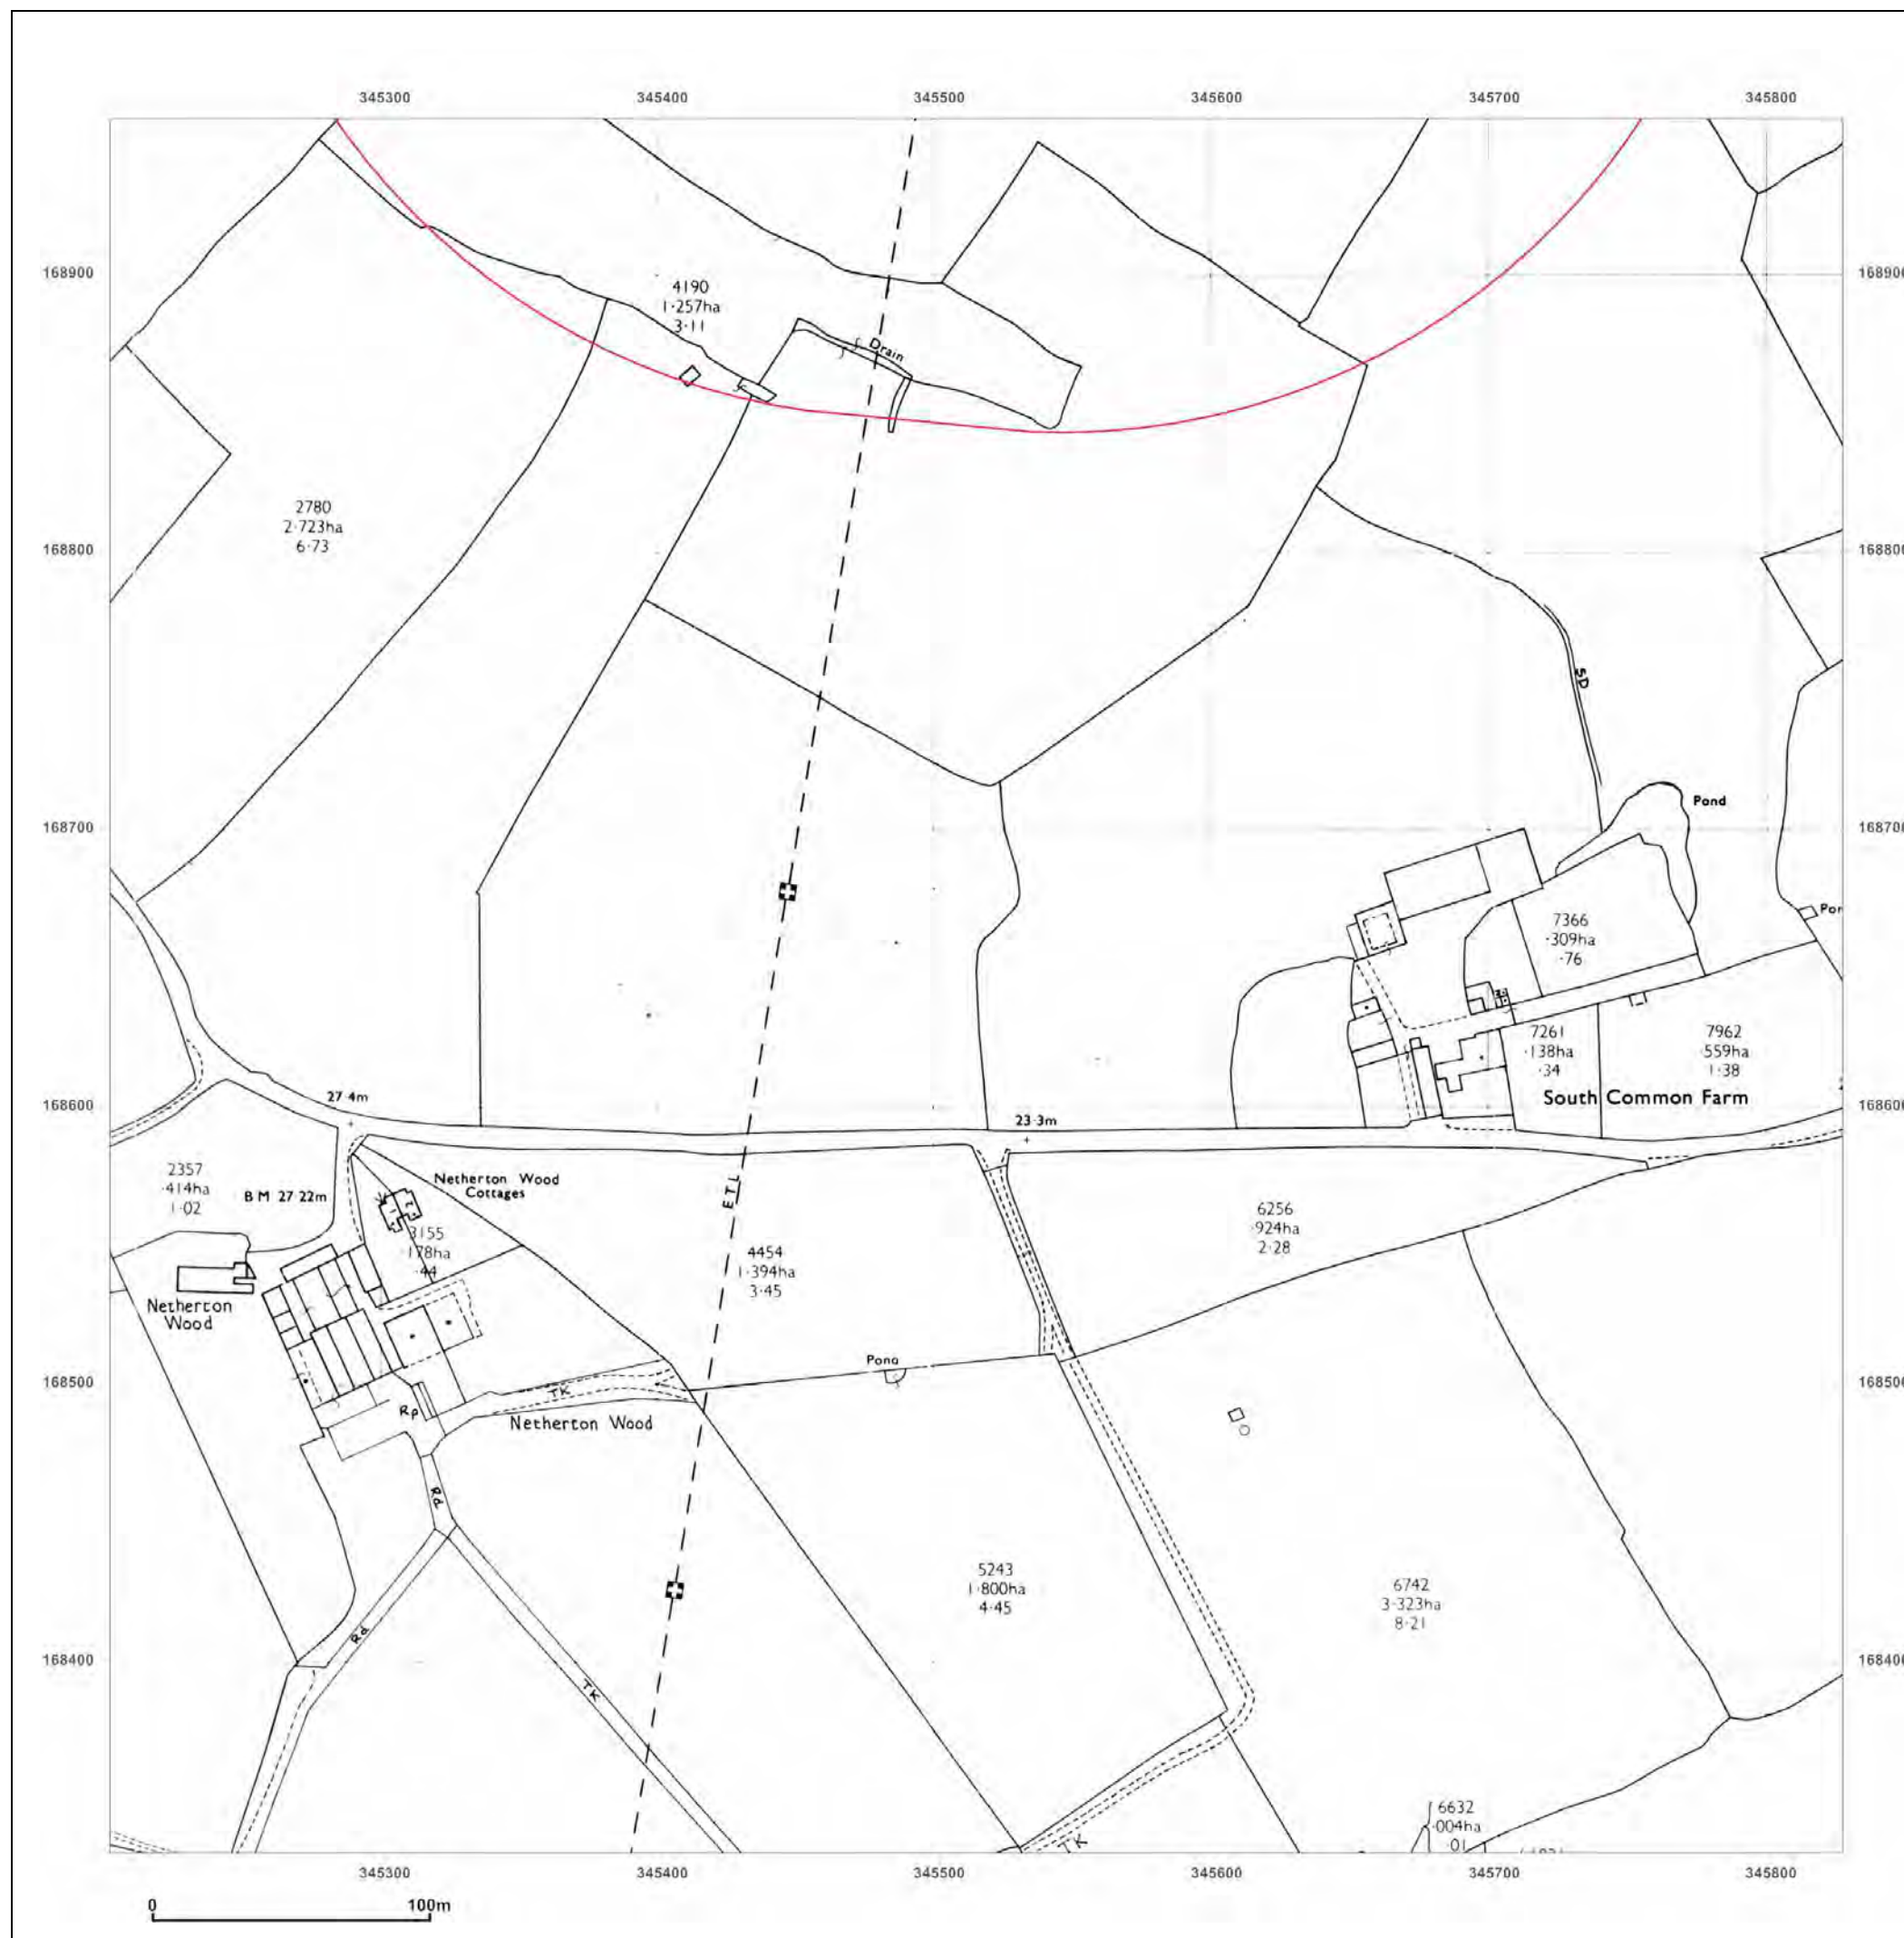 345300 345400 345500 345600 345700 345800
168900 168900
4190
1·257ha
3·11
Drain
2780
2·723ha
6·73
168800 168800
SD
Pond
168700 168700
7366
·309ha
·76
7261
·138ha
·34
7962
·559ha
1·38
South Common Farm
27·4m
23·3m
168600 168600
2357
·414ha
1·02
BM 27·22m
Netherton Wood
Cottages
3155
·178ha
·44
ETL
4454
1·394ha
3·45
6256
·924ha
2·28
Netherton
Wood
Pond
168500 168500
TK
Rp
Netherton Wood
Rd
5243
1·800ha
4·45
6742
3·323ha
8·21
Rd
168400 168400
TK
6632
·004ha
·01
TK
345300 345400 345500 345600 345700 345800
0 100m